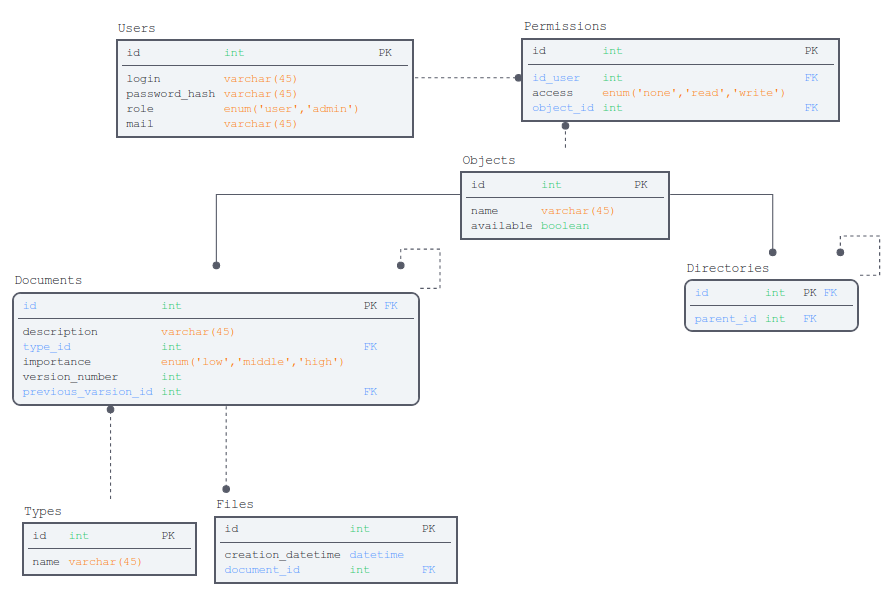 Users
id int PK
login varchar(45)
password_hash varchar(45)
role enum('user','admin')
mail varchar(45)
Permissions
id int PK
id_user int FK
access enum('none','read','write')
object_id int FK
Objects
id int PK
name varchar(45)
available boolean
Documents
id int PK FK
description varchar(45)
type_id int FK
importance enum('low','middle','high')
version_number int
previous_varsion_id int FK
Directories
id int PK FK
parent_id int FK
Types
id int PK
name varchar(45)
Files
id int PK
creation_datetime datetime
document_id int FK